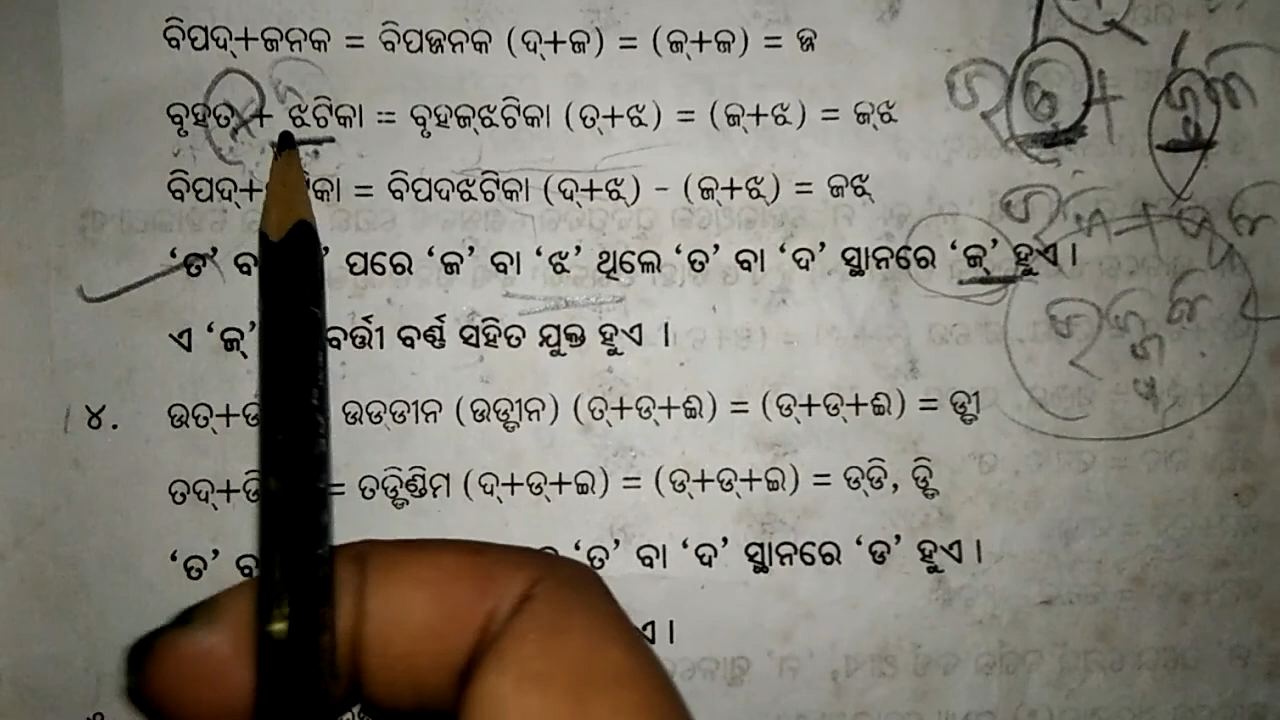 ବିପଦ୍+ଜନକ = ବିପଜ୍ଜନକ (ଦ୍+ଜ) = (ଜ୍+ଜ) = ଜ୍ଜ
ବୃହତ + ଝଟିକା = ବୃହଜ୍‌ଝଟିକା (ତ୍+ଝ) = (ଜ୍+ଝ) = ଜ୍‌ଝ
ବିପଦ୍+ ଟିକା = ବିପଦଝଟିକା (ଦ୍+ଝ୍) - (ଜ୍+ଝ୍) = ଜଝ୍
‘ତ’ ବ ’ ପରେ ‘ଜ’ ବା ‘ଝ’ ଥିଲେ ‘ତ’ ବା ‘ଦ’ ସ୍ଥାନରେ ‘ଜ୍’ ହୁଏ ।
ଏ ‘ଜ୍’ ବର୍ତ୍ତୀ ବର୍ଣ୍ଣ ସହିତ ଯୁକ୍ତ ହୁଏ ।
୪. ଉତ୍+ଡ ଉଡ୍‌ଡୀନ (ଉଡ୍ଡୀନ) (ତ୍+ଡ୍+ଈ) = (ଡ୍+ଡ୍+ଈ) = ଡ୍ଡୀ
ତଦ୍+ଡି = ତଡ୍ଡିଣ୍ଡିମ (ଦ୍+ଡ୍+ଇ) = (ଡ୍+ଡ୍+ଇ) = ଡ୍‌ଡି, ଡ୍ଡି
‘ତ’ ବ ‘ତ’ ବା ‘ଦ’ ସ୍ଥାନରେ ‘ଡ’ ହୁଏ ।
ଏ ।